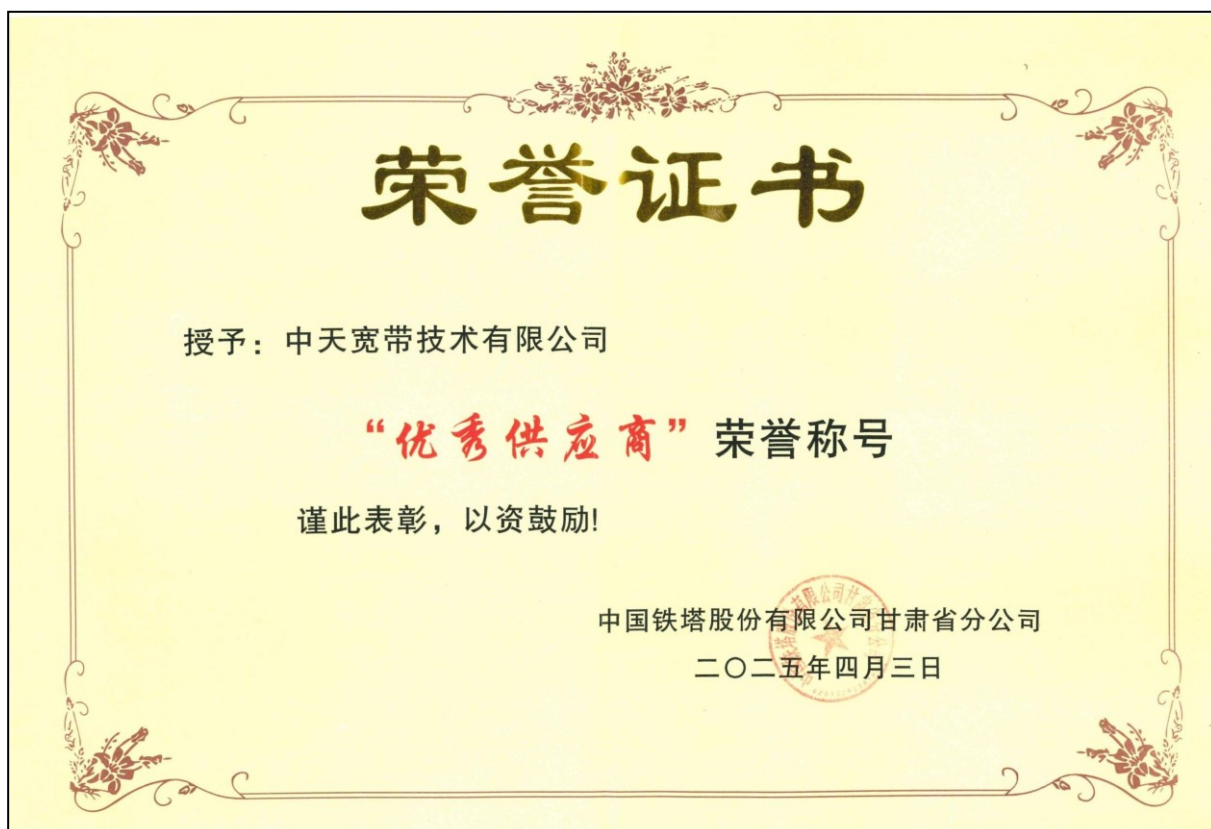 荣誉证书
授予：中天宽带技术有限公司
“优秀供应商”荣誉称号
谨此表彰，以资鼓励!
中国铁塔股份有限公司甘肃省分公司
二〇二五年四月三日